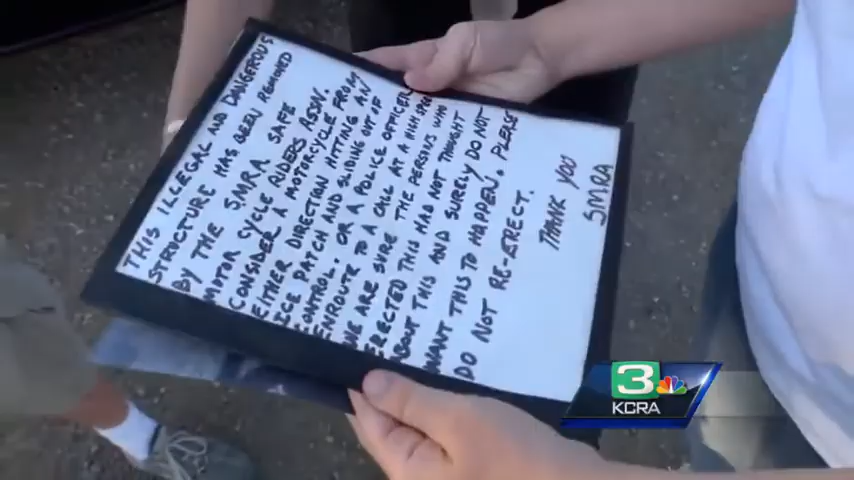 THIS ILLEGAL AND DANGEROUS
STRUCTURE HAS BEEN REMOVED
BY THE S.M.R.A. SAFE
MOTOR CYCLE RIDERS ASSN.
CONSIDER A MOTORCYCLE FROM
EITHER DIRECTION HITTING AN
ICE PATCH AND SLIDING OUT OF
CONTROL. OR A POLICE OFFICER
ENROUTE TO A CALL AT A HIGH SPEED
WE ARE SURE THE PERSONS WHO
ERECTED THIS HAD NOT THOUGHT
ABOUT THIS AND SURELY DO NOT
WANT THIS TO HAPPEN. PLEASE
DO NOT RE-ERECT.
THANK YOU
SMRA
3
KCRA